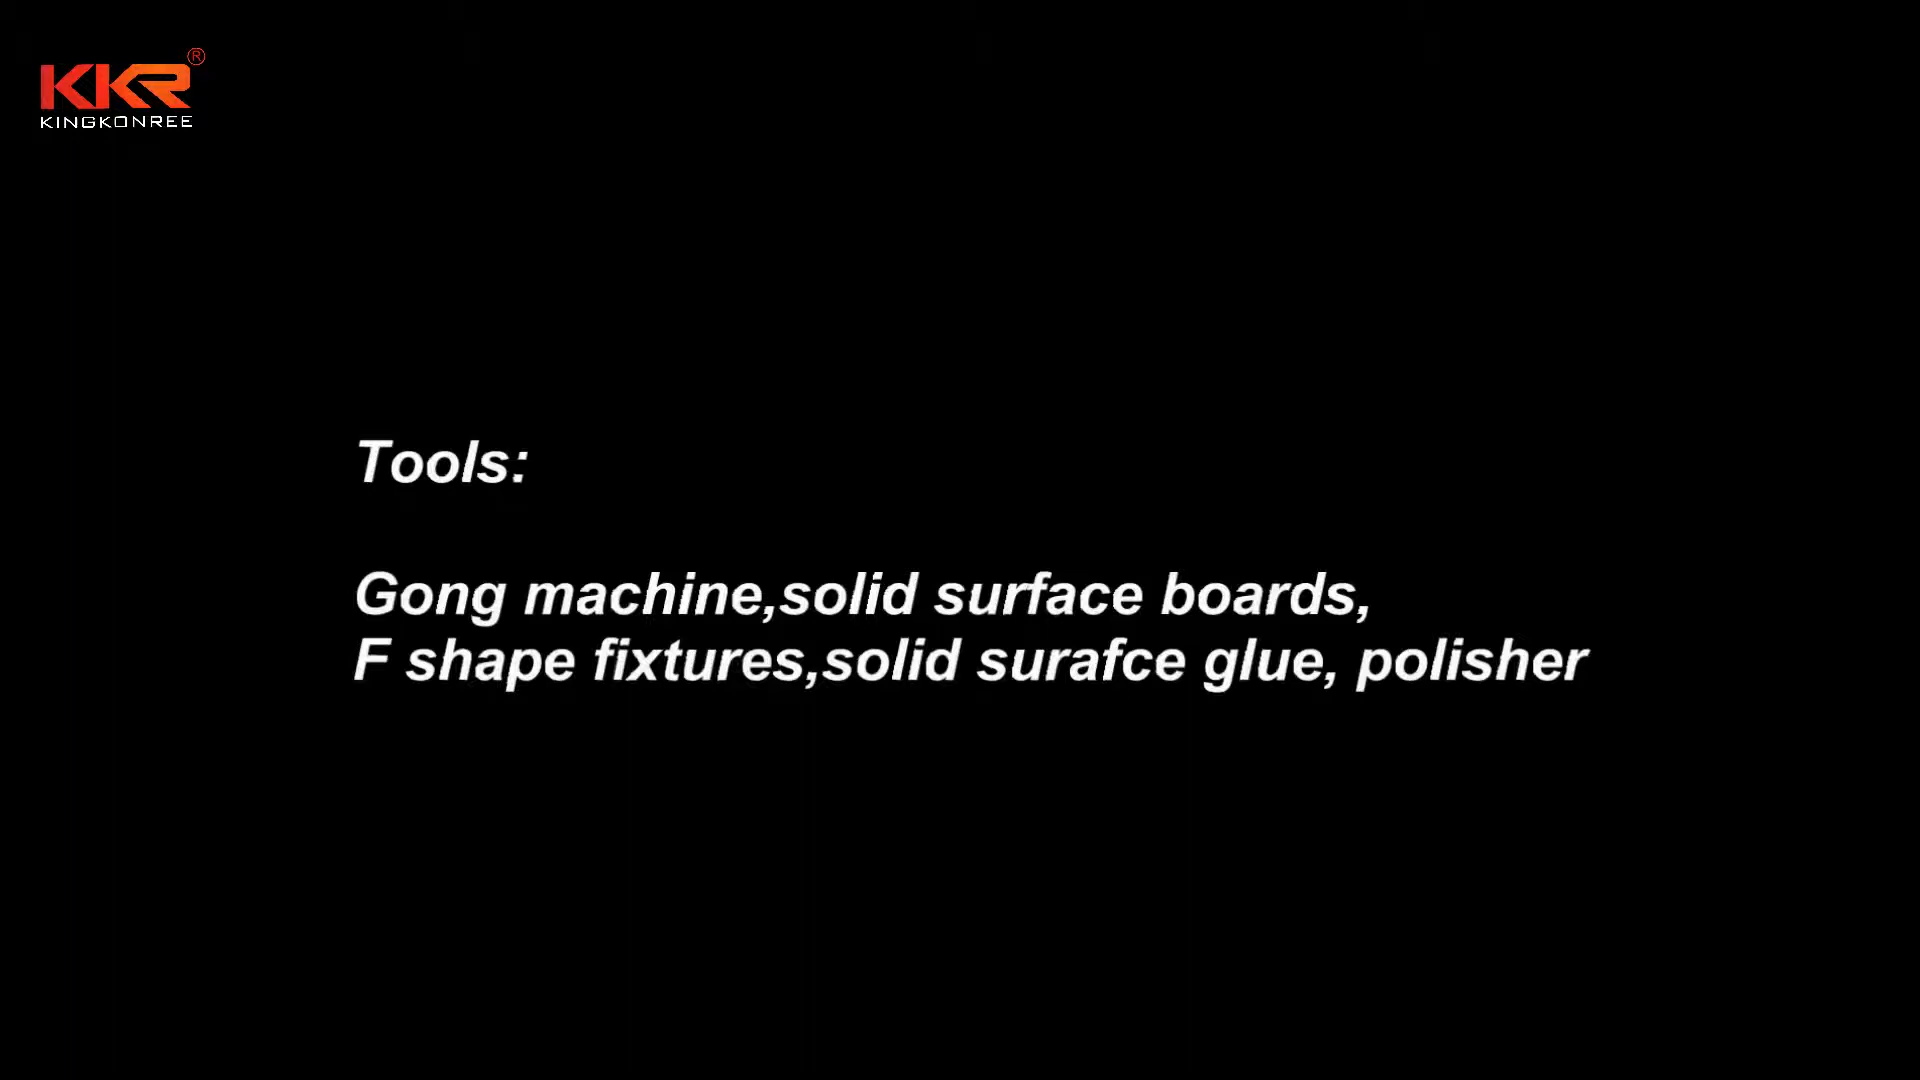 KKR®
KINGKONREE
Tools:
Gong machine,solid surface boards,
F shape fixtures,solid surafce glue, polisher